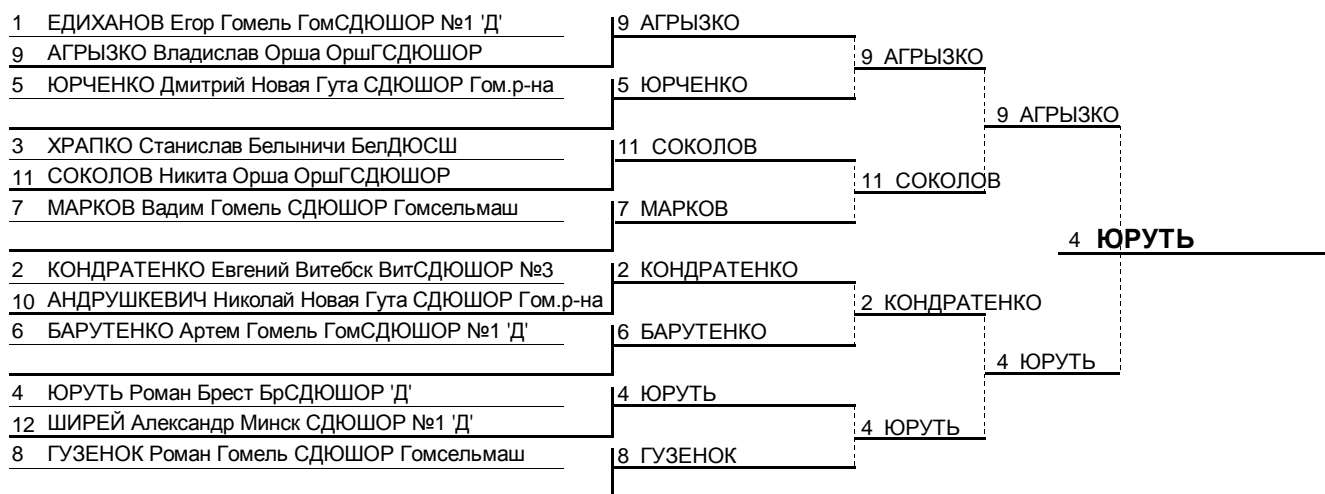 1 ЕДИХАНОВ Егор Гомель ГомСДЮШОР №1 'Д'
9 АГРЫЗКО
9 АГРЫЗКО Владислав Орша ОршГСДЮШОР
9 АГРЫЗКО
5 ЮРЧЕНКО Дмитрий Новая Гута СДЮШОР Гом.р-на
5 ЮРЧЕНКО
9 АГРЫЗКО
3 ХРАПКО Станислав Белыничи БелДЮСШ
11 СОКОЛОВ
11 СОКОЛОВ Никита Орша ОршГСДЮШОР
11 СОКОЛОВ
7 МАРКОВ Вадим Гомель СДЮШОР Гомсельмаш
7 МАРКОВ
4 ЮРУТЬ
2 КОНДРАТЕНКО Евгений Витебск ВитСДЮШОР №3
2 КОНДРАТЕНКО
10 АНДРУШКЕВИЧ Николай Новая Гута СДЮШОР Гом.р-на
2 КОНДРАТЕНКО
6 БАРУТЕНКО Артем Гомель ГомСДЮШОР №1 'Д'
6 БАРУТЕНКО
4 ЮРУТЬ
4 ЮРУТЬ Роман Брест БрСДЮШОР 'Д'
4 ЮРУТЬ
12 ШИРЕЙ Александр Минск СДЮШОР №1 'Д'
4 ЮРУТЬ
8 ГУЗЕНОК Роман Гомель СДЮШОР Гомсельмаш
8 ГУЗЕНОК